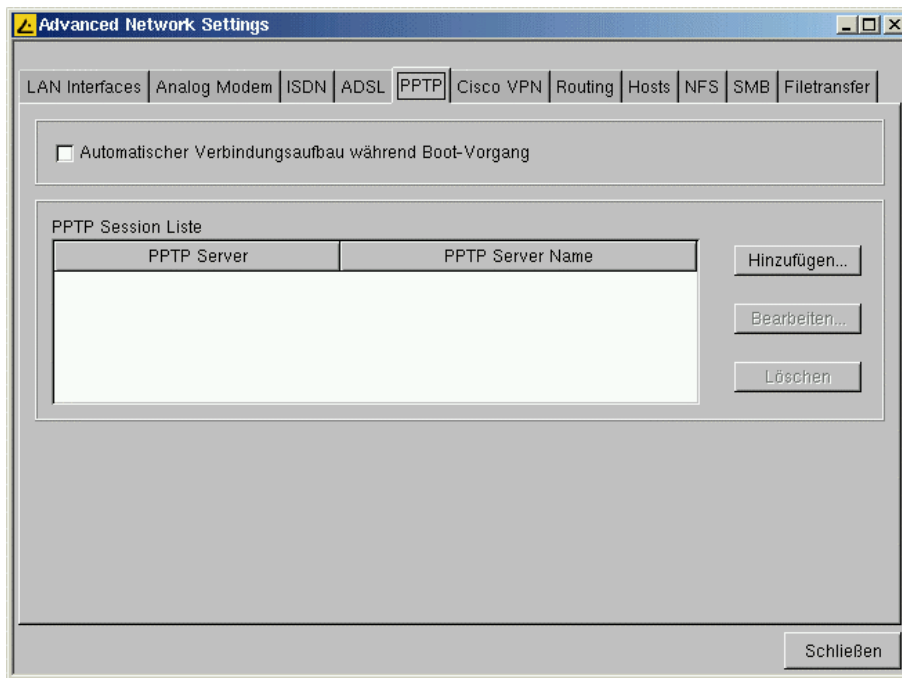 Advanced Network Settings
LAN Interfaces Analog Modem ISDN ADSL PPTP Cisco VPN Routing Hosts NFS SMB Filetransfer
Automatischer Verbindungsaufbau während Boot-Vorgang
PPTP Session Liste
PPTP Server PPTP Server Name
Hinzufügen...
Bearbeiten...
Löschen
Schließen